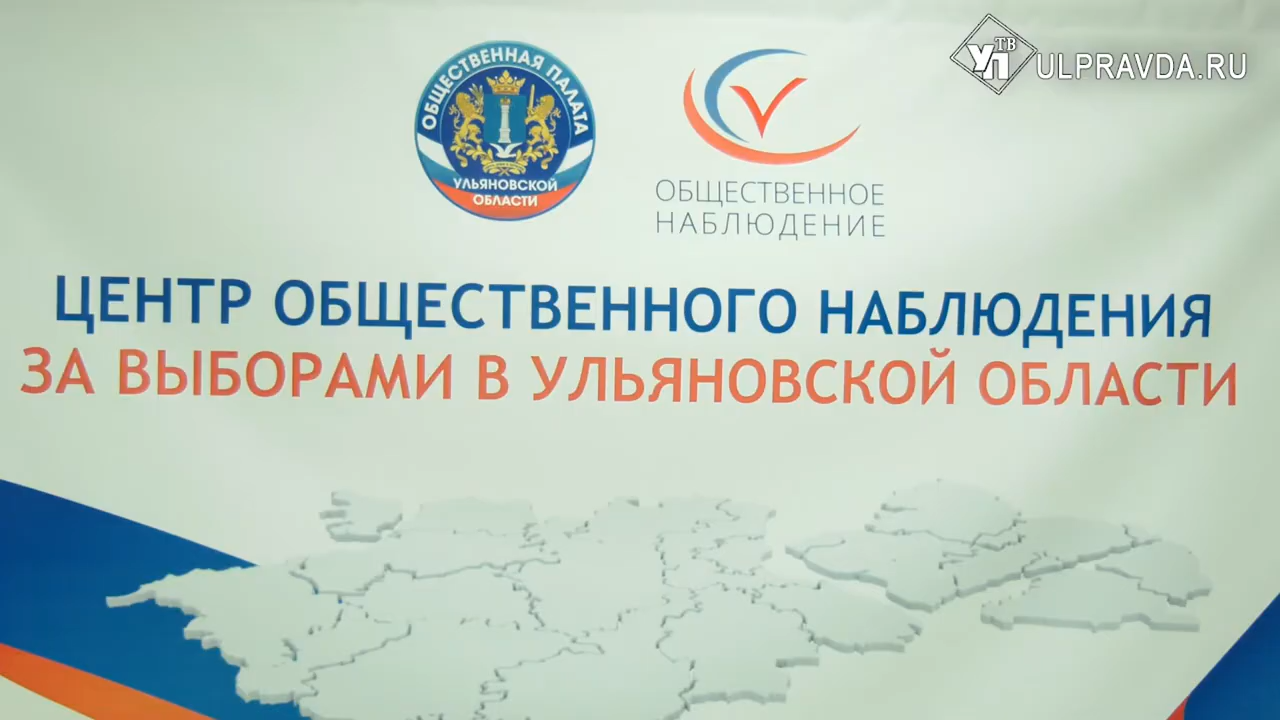 УП ТВ ULPRAVDA.RU
ОБЩЕСТВЕННАЯ ПАЛАТА
УЛЬЯНОВСКОЙ
ОБЛАСТИ
ОБЩЕСТВЕННОЕ
НАБЛЮДЕНИЕ
ЦЕНТР ОБЩЕСТВЕННОГО НАБЛЮДЕНИЯ
ЗА ВЫБОРАМИ В УЛЬЯНОВСКОЙ ОБЛАСТИ